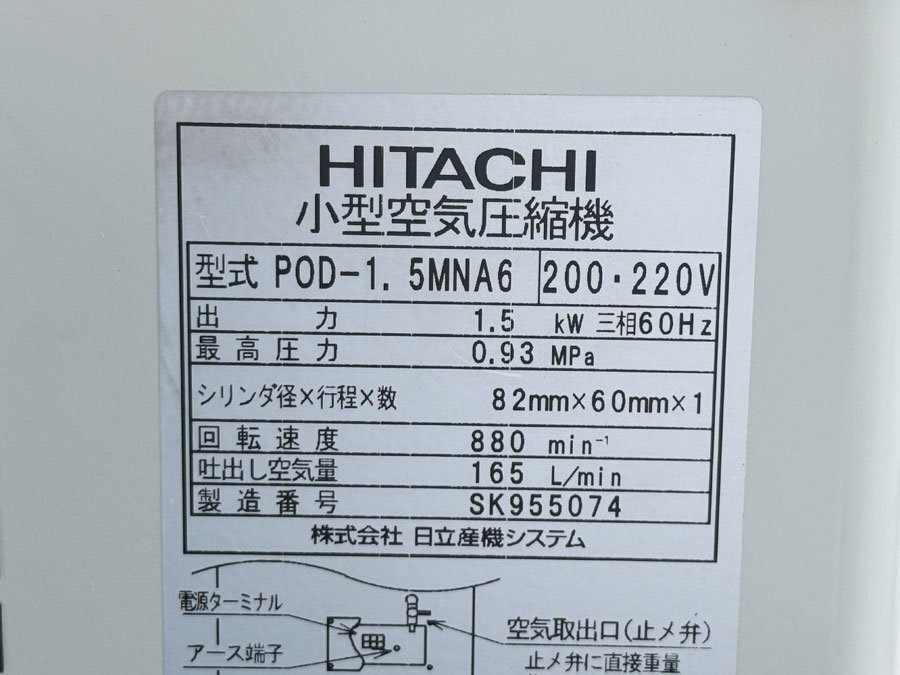 HITACHI
小型空気圧縮機
型式 POD-1.5MNA6 200・220V
出力 1.5 kW 三相60Hz
最高圧力 0.93 MPa
シリンダ径×行程×数 82mm×60mm×1
回転速度 880 min⁻¹
吐出し空気量 165 L/min
製造番号 SK955074
株式会社 日立産機システム
電源ターミナル
空気取出口(止メ弁)
アース端子
止メ弁に直接重量